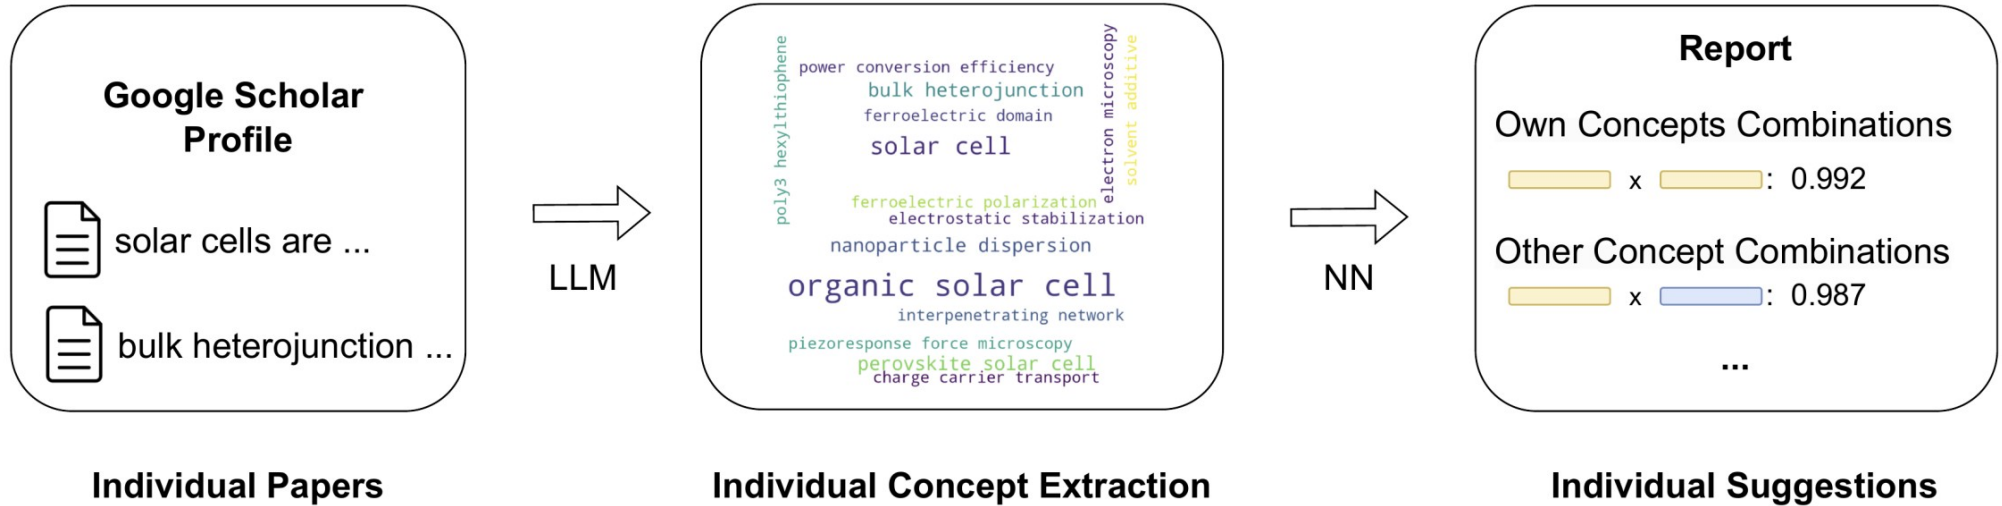 Google Scholar
Profile
solar cells are ...
bulk heterojunction ...
Individual Papers
LLM
poly3 hexylthiophene
power conversion efficiency
bulk heterojunction
ferroelectric domain
solar cell
electron microscopy
solvent additive
ferroelectric polarization
electrostatic stabilization
nanoparticle dispersion
organic solar cell
interpenetrating network
piezoresponse force microscopy
perovskite solar cell
charge carrier transport
Individual Concept Extraction
NN
Report
Own Concepts Combinations
x : 0.992
Other Concept Combinations
x : 0.987
...
Individual Suggestions